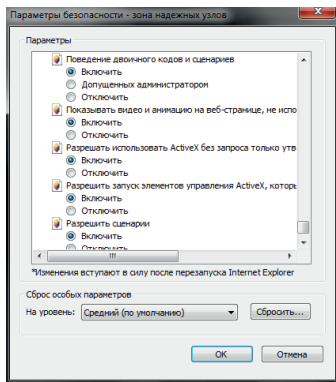 Параметры безопасности - зона надежных узлов
Параметры
Поведение двоичного кодов и сценариев
Включить
Допущенных администратором
Отключить
Показывать видео и анимацию на веб-странице, не испо
Включить
Отключить
Разрешать использовать ActiveX без запроса только утв
Включить
Отключить
Разрешить запуск элементов управления ActiveX, которь
Включить
Отключить
Разрешить сценарии
Включить
Отключить
*Изменения вступают в силу после перезапуска Internet Explorer
Сброс особых параметров
На уровень: Средний (по умолчанию) Сбросить...
OK Отмена